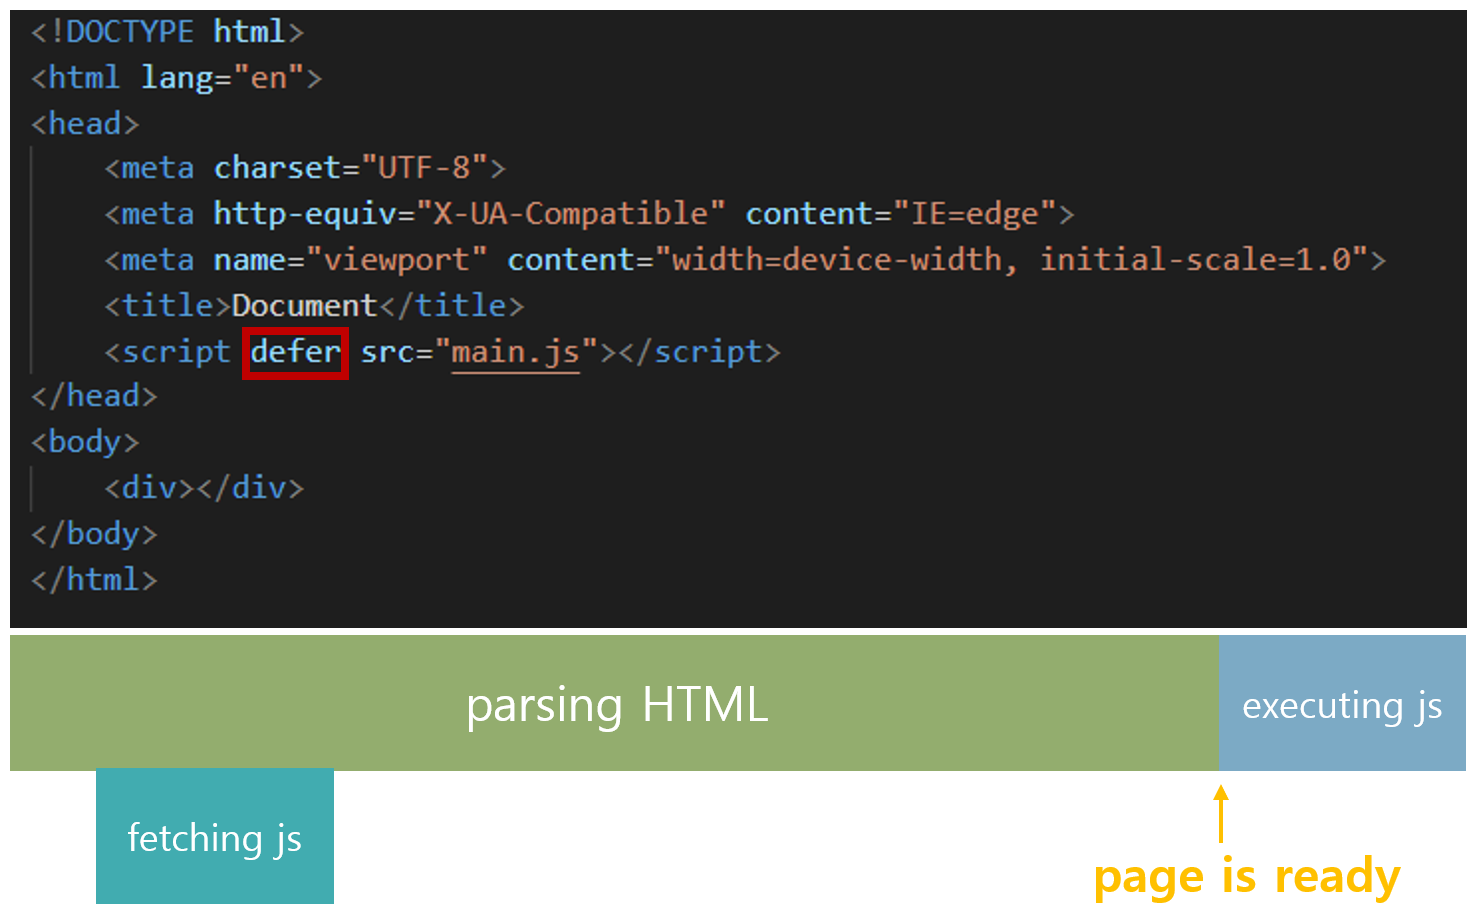 <!DOCTYPE html>
<html lang="en">
<head>
    <meta charset="UTF-8">
    <meta http-equiv="X-UA-Compatible" content="IE=edge">
    <meta name="viewport" content="width=device-width, initial-scale=1.0">
    <title>Document</title>
    <script defer src="main.js"></script>
</head>
<body>
    <div></div>
</body>
</html>
parsing HTML
executing js
fetching js
page is ready